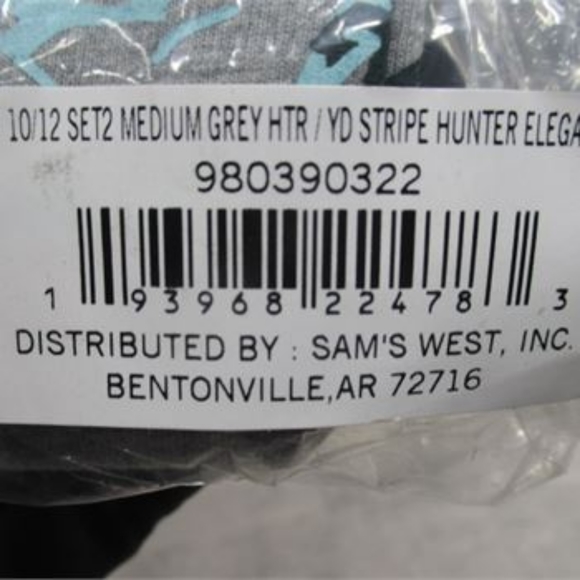 10/12 SET2 MEDIUM GREY HTR / YD STRIPE HUNTER ELEGA
980390322
1 93968 22478 3
DISTRIBUTED BY : SAM'S WEST, INC.
BENTONVILLE,AR 72716